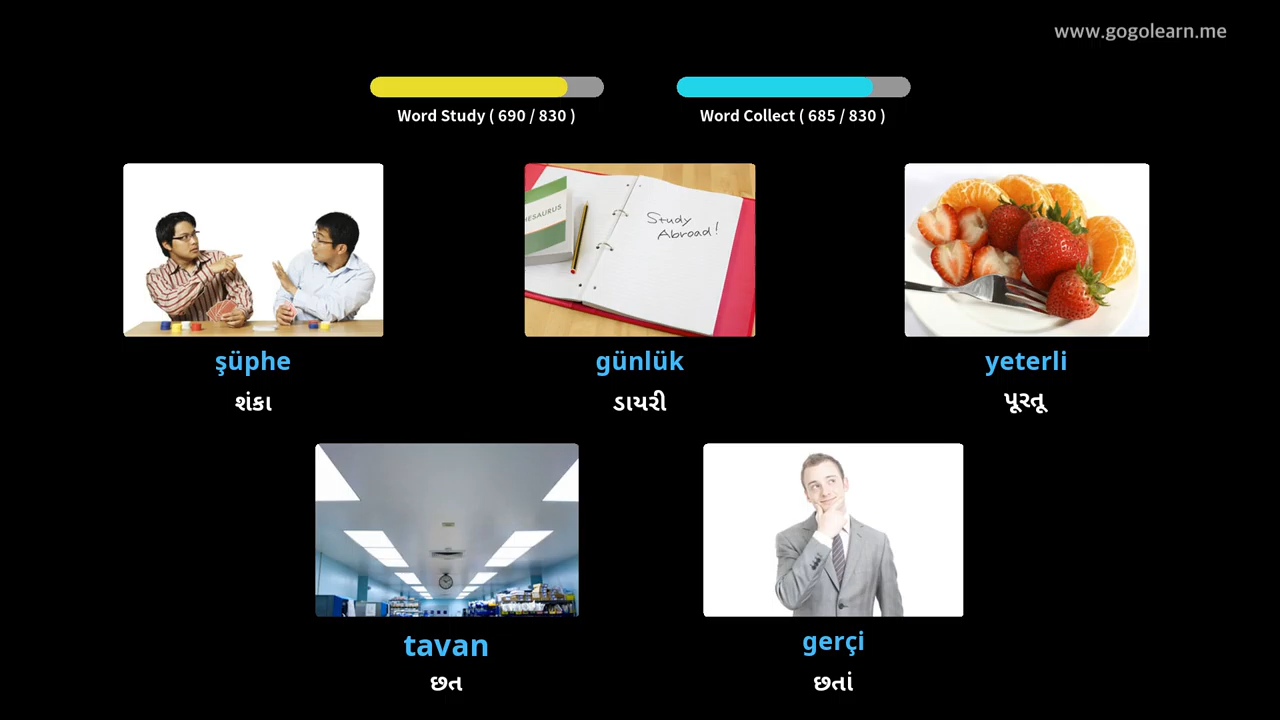 www.gogolearn.me
Word Study ( 690 / 830 )
Word Collect ( 685 / 830 )
HESAURUS
Study
Abroad!
şüphe
günlük
yeterli
શંકા
ડાયરી
પૂરતૂ
tavan
gerçi
છત
છતાં